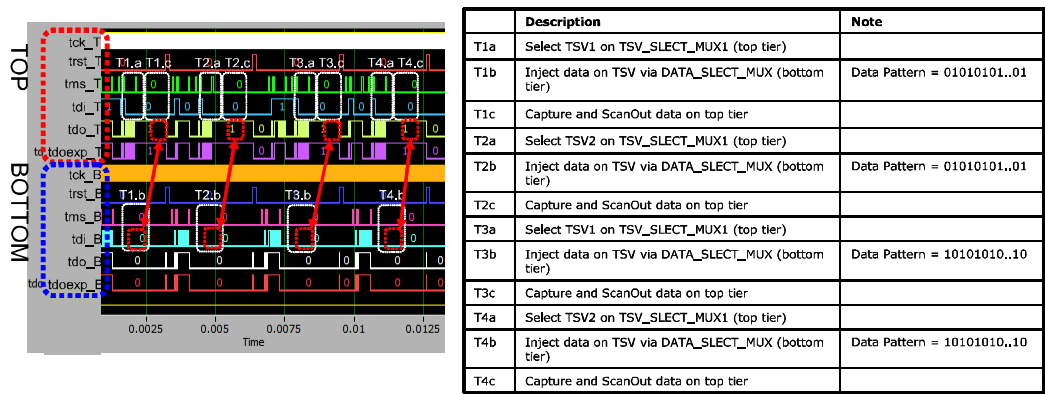 TOP
BOTTOM
tck_T
trst_T
tms_T
tdi_T
tdo_T
tdoexp_T
tck_B
trst_B
tms_B
tdi_B
tdo_B
T1.a T1.c T2.a T2.c T3.a T3.c T4.a T4.c
T1.b T2.b T3.b T4.b
0.0025 0.005 0.0075 0.01 0.0125
Time
Description Note
T1a Select TSV1 on TSV_SLECT_MUX1 (top tier)
T1b Inject data on TSV via DATA_SLECT_MUX (bottom Data Pattern = 01010101..01
tier)
T1c Capture and ScanOut data on top tier
T2a Select TSV2 on TSV_SLECT_MUX1 (top tier)
T2b Inject data on TSV via DATA_SLECT_MUX (bottom Data Pattern = 01010101..01
tier)
T2c Capture and ScanOut data on top tier
T3a Select TSV1 on TSV_SLECT_MUX1 (top tier)
T3b Inject data on TSV via DATA_SLECT_MUX (bottom Data Pattern = 10101010..10
tier)
T3c Capture and ScanOut data on top tier
T4a Select TSV2 on TSV_SLECT_MUX1 (top tier)
T4b Inject data on TSV via DATA_SLECT_MUX (bottom Data Pattern = 10101010..10
tier)
T4c Capture and ScanOut data on top tier